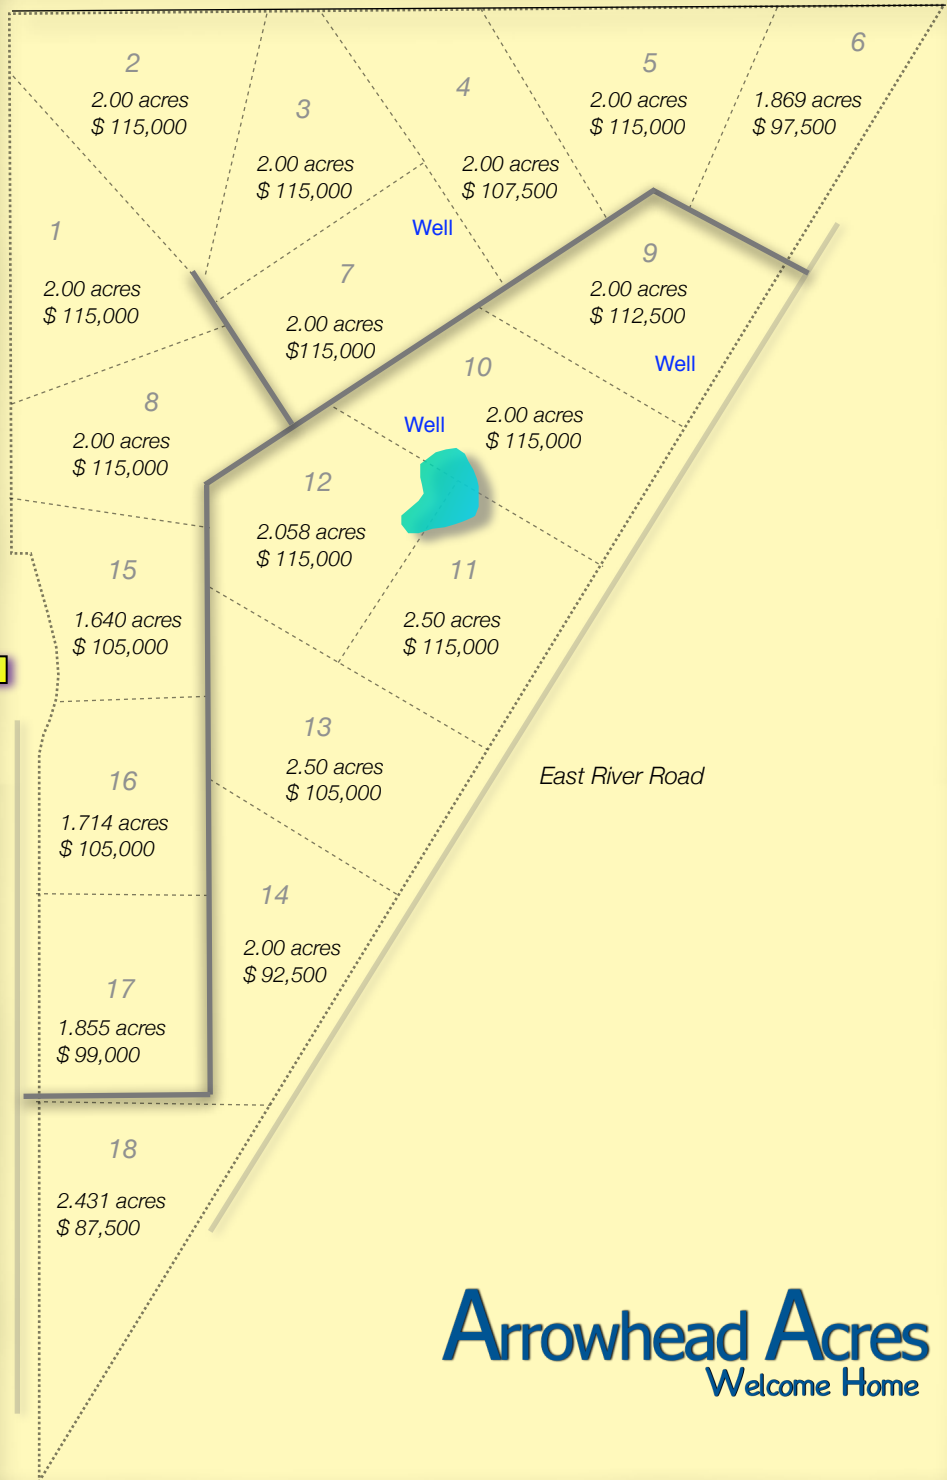 2
2.00 acres
$ 115,000
3
2.00 acres
$ 115,000
4
2.00 acres
$ 107,500
5
2.00 acres
$ 115,000
6
1.869 acres
$ 97,500
1
2.00 acres
$ 115,000
Well
7
2.00 acres
$115,000
9
2.00 acres
$ 112,500
Well
8
2.00 acres
$ 115,000
10
2.00 acres
$ 115,000
Well
12
2.058 acres
$ 115,000
11
2.50 acres
$ 115,000
15
1.640 acres
$ 105,000
13
2.50 acres
$ 105,000
East River Road
16
1.714 acres
$ 105,000
14
2.00 acres
$ 92,500
17
1.855 acres
$ 99,000
18
2.431 acres
$ 87,500
Arrowhead Acres
Welcome Home